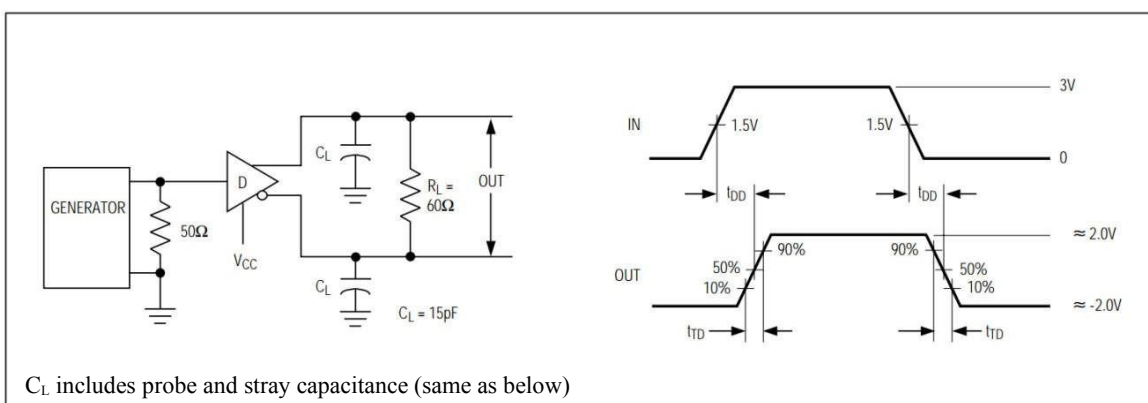 GENERATOR
50Ω
D
VCC
CL
CL
RL =
60Ω
OUT
CL = 15pF
IN
1.5V
1.5V
3V
0
tDD
tDD
OUT
90%
50%
10%
90%
50%
10%
≈ 2.0V
≈ -2.0V
tTD
tTD
CL includes probe and stray capacitance (same as below)